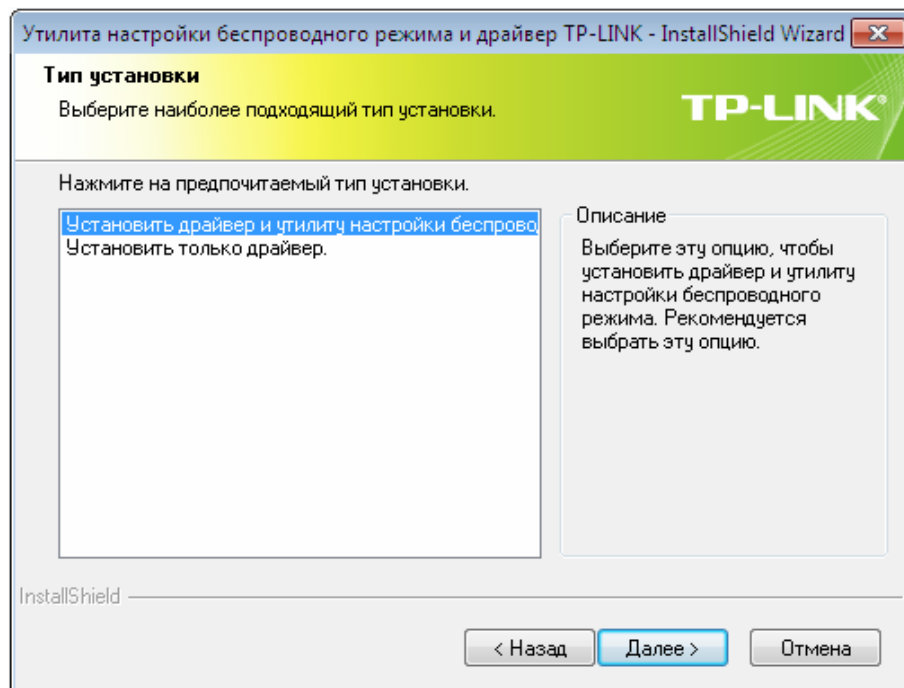 Утилита настройки беспроводного режима и драйвер TP-LINK - InstallShield Wizard
Тип установки
Выберите наиболее подходящий тип установки.
TP-LINK®
Нажмите на предпочитаемый тип установки.
Установить драйвер и утилиту настройки беспрово
Установить только драйвер.
Описание
Выберите эту опцию, чтобы
установить драйвер и утилиту
настройки беспроводного
режима. Рекомендуется
выбрать эту опцию.
InstallShield
< Назад
Далее >
Отмена